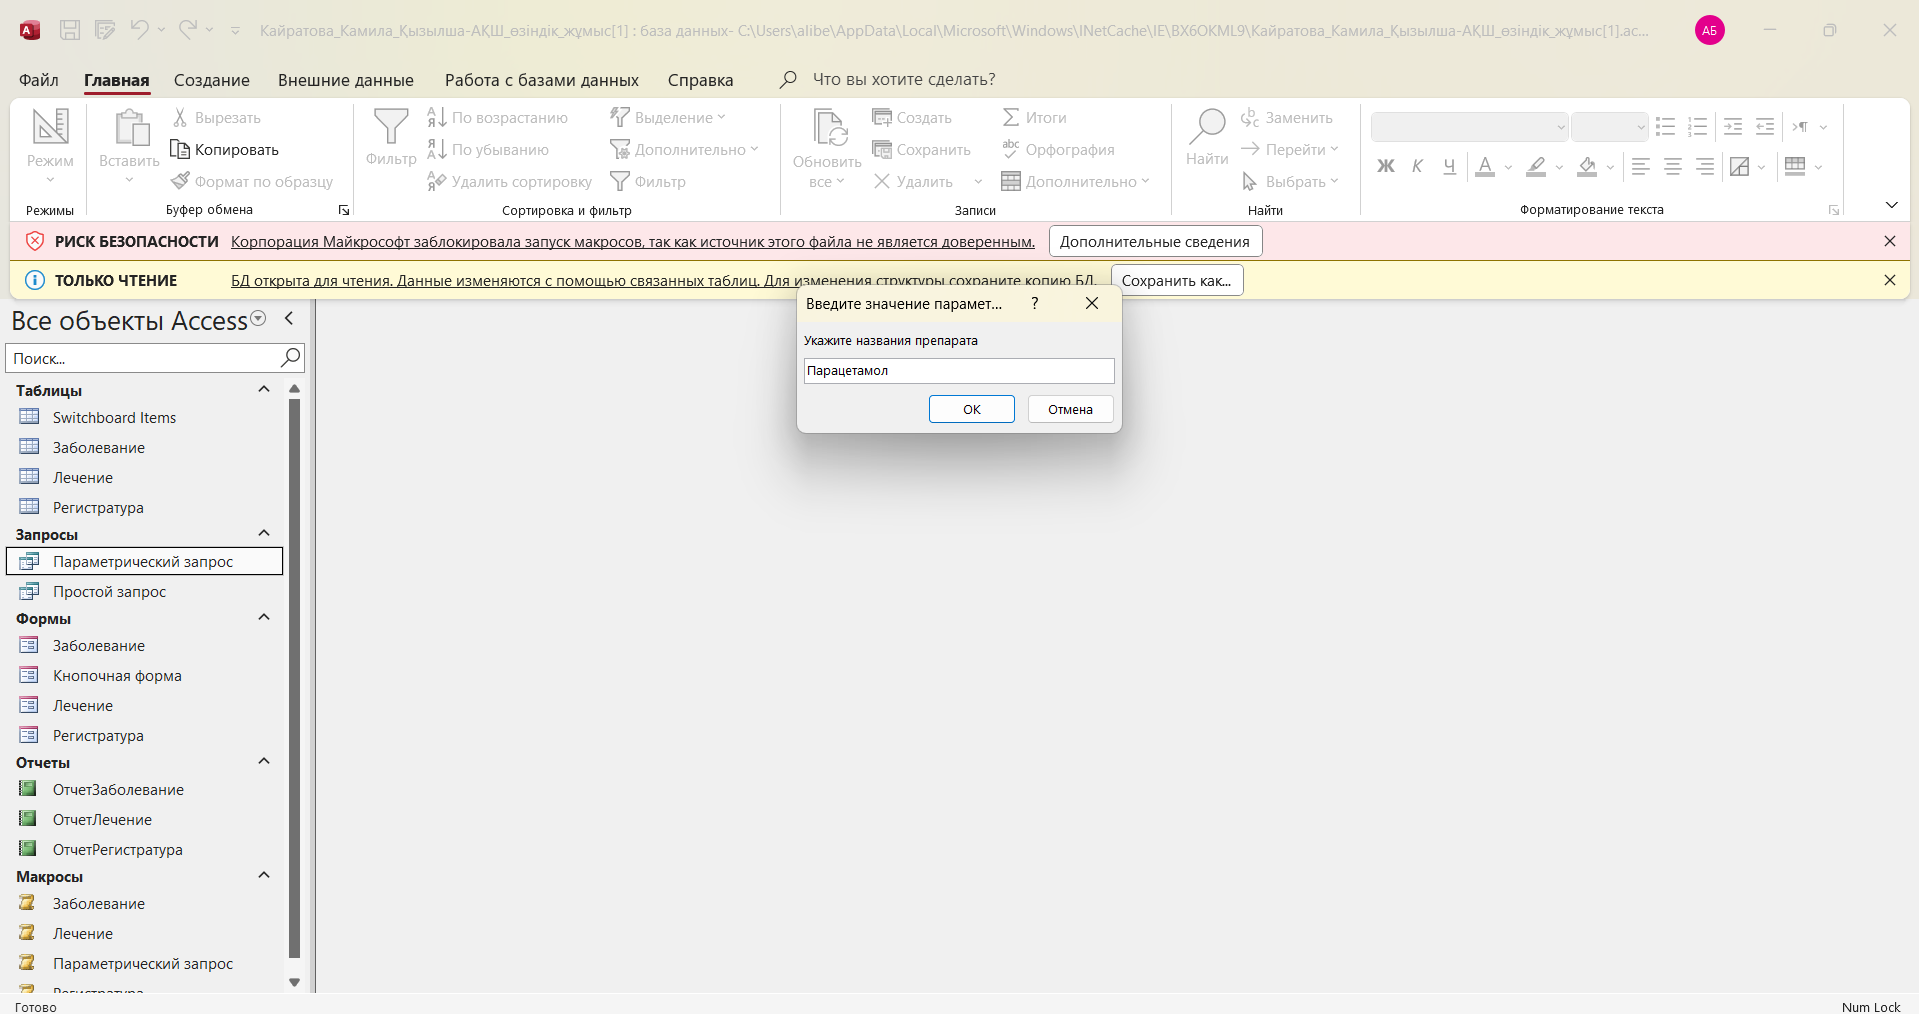 Кайратова_Камила_Қызылша-АҚШ_өзіндік_жұмыс[1] : база данных- C:\Users\alibe\AppData\Local\Microsoft\Windows\INetCache\IE\BX6OKML9\Кайратова_Камила_Қызылша-АҚШ_өзіндік_жұмыс[1].ac...
АБ
Файл Главная Создание Внешние данные Работа с базами данных Справка Что вы хотите сделать?
Режим
Режимы
Вставить
Вырезать
Копировать
Формат по образцу
Буфер обмена
Фильтр
По возрастанию
По убыванию
Удалить сортировку
Выделение
Дополнительно
Фильтр
Сортировка и фильтр
Обновить
все
Создать
Сохранить
Удалить
Итоги
Орфография
Дополнительно
Записи
Найти
Заменить
Перейти
Выбрать
Найти
Ж К Ч
Форматирование текста
РИСК БЕЗОПАСНОСТИ Корпорация Майкрософт заблокировала запуск макросов, так как источник этого файла не является доверенным. Дополнительные сведения
ТОЛЬКО ЧТЕНИЕ БД открыта для чтения. Данные изменяются с помощью связанных таблиц. Для изменения структуры сохраните копию БД. Сохранить как...
Введите значение парамет... ?
Укажите названия препарата
Парацетамол
ОК Отмена
Все объекты Access
Поиск...
Таблицы
Switchboard Items
Заболевание
Лечение
Регистратура
Запросы
Параметрический запрос
Простой запрос
Формы
Заболевание
Кнопочная форма
Лечение
Регистратура
Отчеты
ОтчетЗаболевание
ОтчетЛечение
ОтчетРегистратура
Макросы
Заболевание
Лечение
Параметрический запрос
Регистратура
Готово
Num Lock